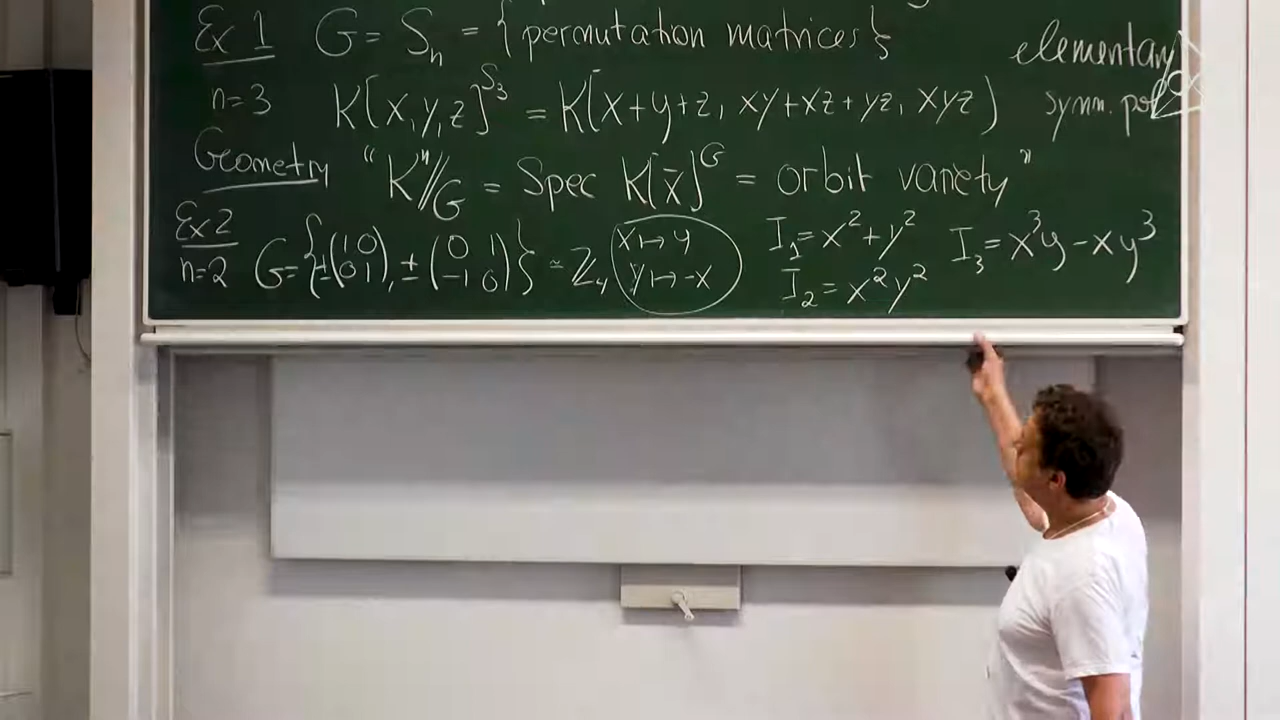 Ex 1 G = Sₙ = {permutation matrices} elementary
n=3 K[x,y,z]^S₃ = K[x+y+z, xy+xz+yz, xyz) symm. pol
Geometry "Kⁿ//G = Spec K[x̄]^G = orbit variety"
Ex 2 G={±(1 0; 0 1), ±(0 1; -1 0)} ≃ Z₄ x ↦ y I₁=x²+y² I₃=x³y-xy³
n=2 y ↦ -x I₂=x²y²